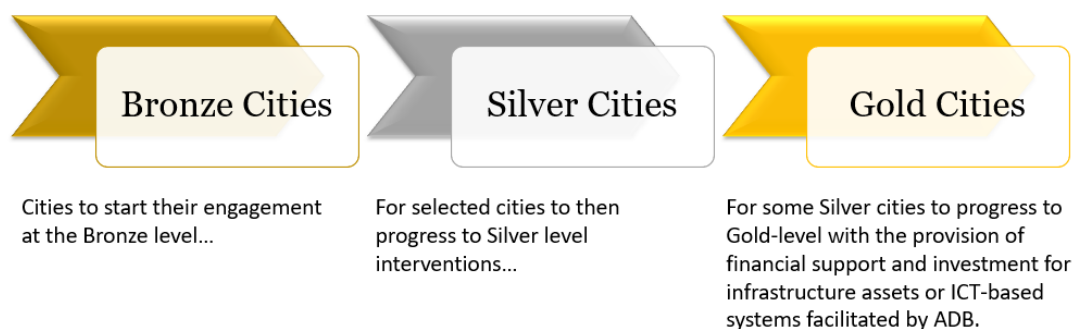 Bronze Cities
Silver Cities
Gold Cities
Cities to start their engagement
at the Bronze level...
For selected cities to then
progress to Silver level
interventions...
For some Silver cities to progress to
Gold-level with the provision of
financial support and investment for
infrastructure assets or ICT-based
systems facilitated by ADB.